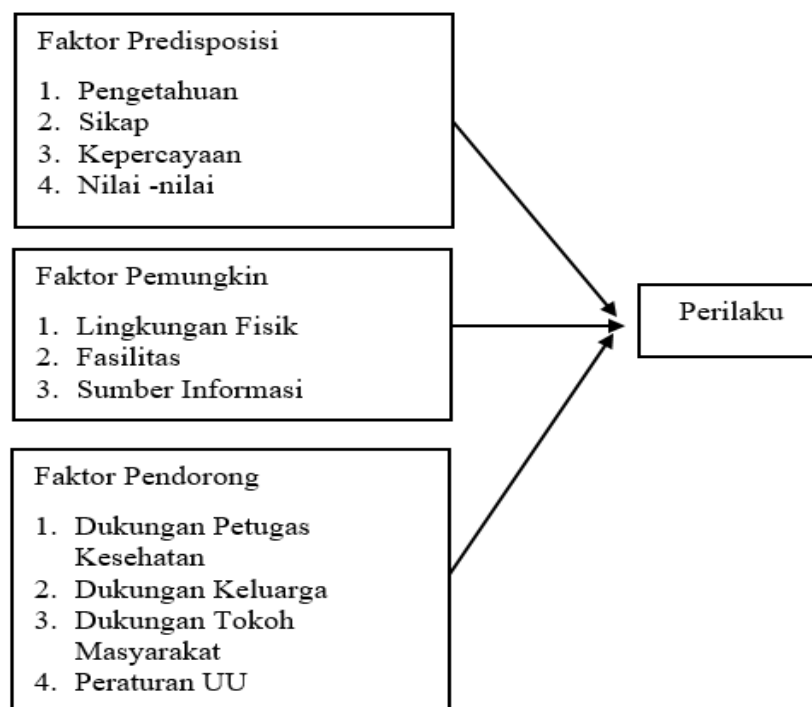 Faktor Predisposisi
1. Pengetahuan
2. Sikap
3. Kepercayaan
4. Nilai -nilai
Faktor Pemungkin
1. Lingkungan Fisik
2. Fasilitas
3. Sumber Informasi
Faktor Pendorong
1. Dukungan Petugas
Kesehatan
2. Dukungan Keluarga
3. Dukungan Tokoh
Masyarakat
4. Peraturan UU
Perilaku